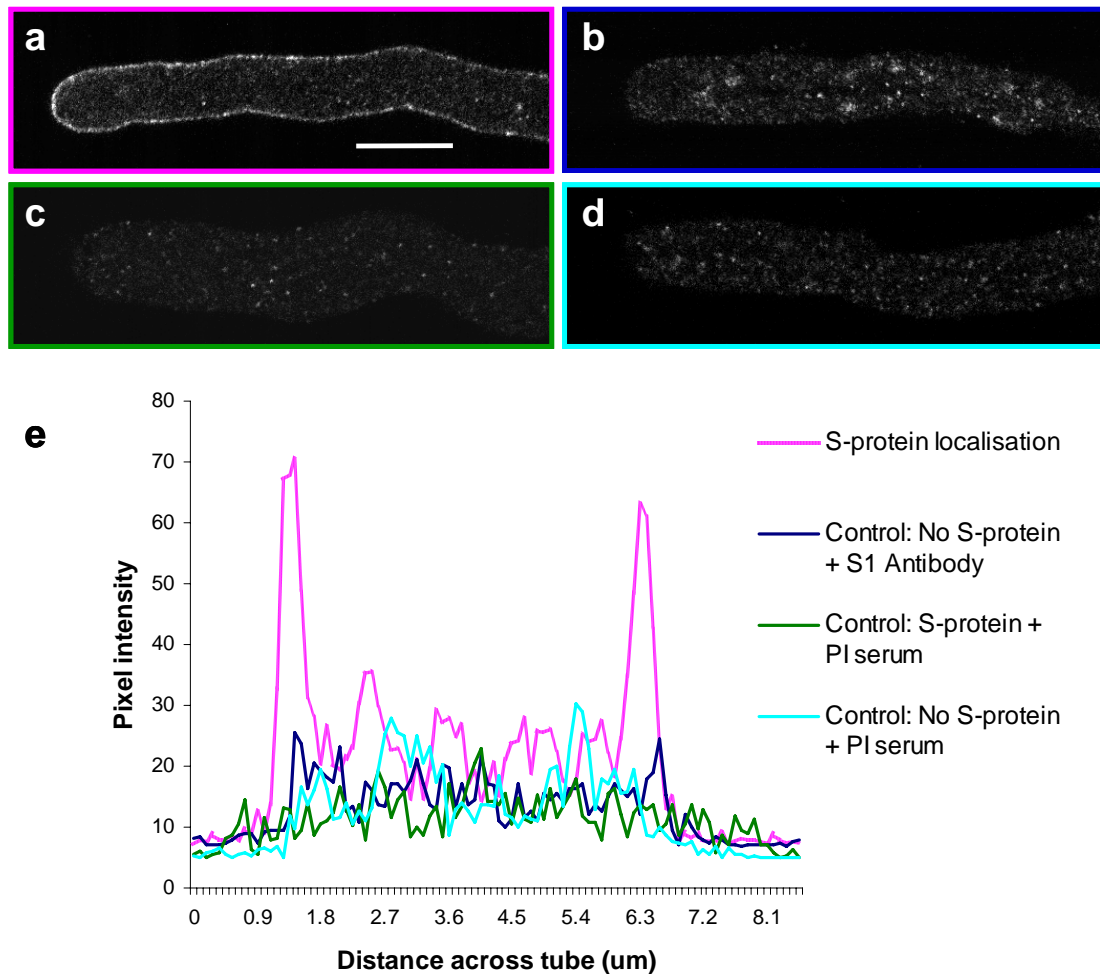 a
b
c
d
e
80
70
60
50
40
30
20
10
0
Pixel intensity
0 0.9 1.8 2.7 3.6 4.5 5.4 6.3 7.2 8.1
Distance across tube (um)
S-protein localisation
Control: No S-protein
+ S1 Antibody
Control: S-protein +
PI serum
Control: No S-protein
+ PI serum